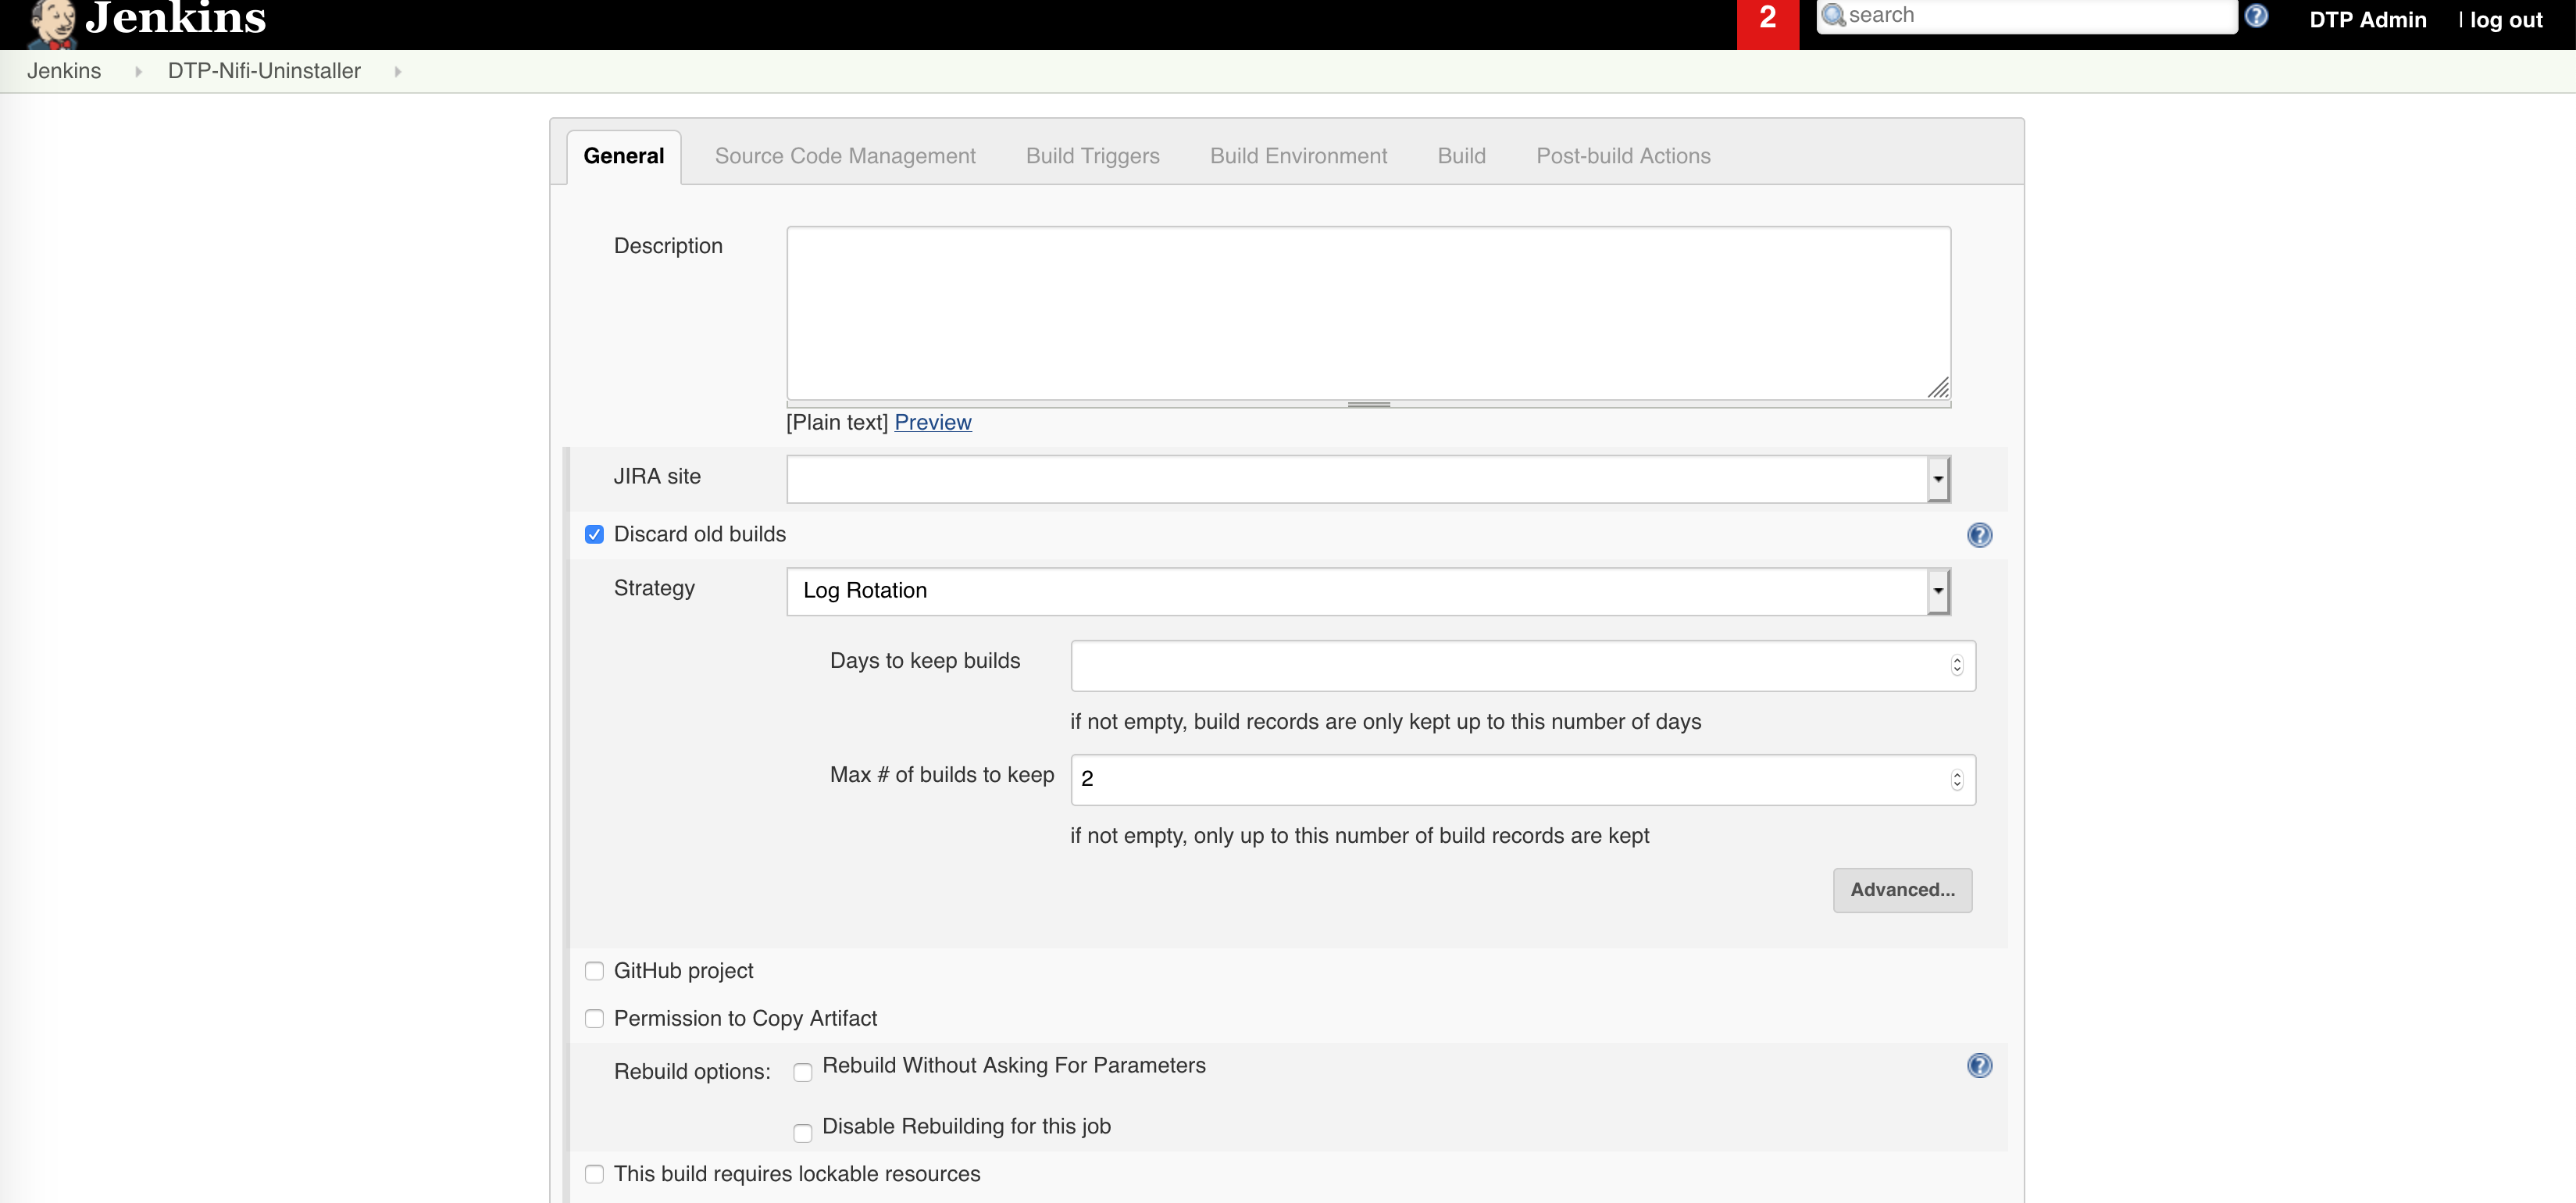 Jenkins
2
search
DTP Admin
| log out
Jenkins
DTP-Nifi-Uninstaller
General
Source Code Management
Build Triggers
Build Environment
Build
Post-build Actions
Description
[Plain text] Preview
JIRA site
Discard old builds
Strategy
Log Rotation
Days to keep builds
if not empty, build records are only kept up to this number of days
Max # of builds to keep
2
if not empty, only up to this number of build records are kept
Advanced...
GitHub project
Permission to Copy Artifact
Rebuild options:
Rebuild Without Asking For Parameters
Disable Rebuilding for this job
This build requires lockable resources